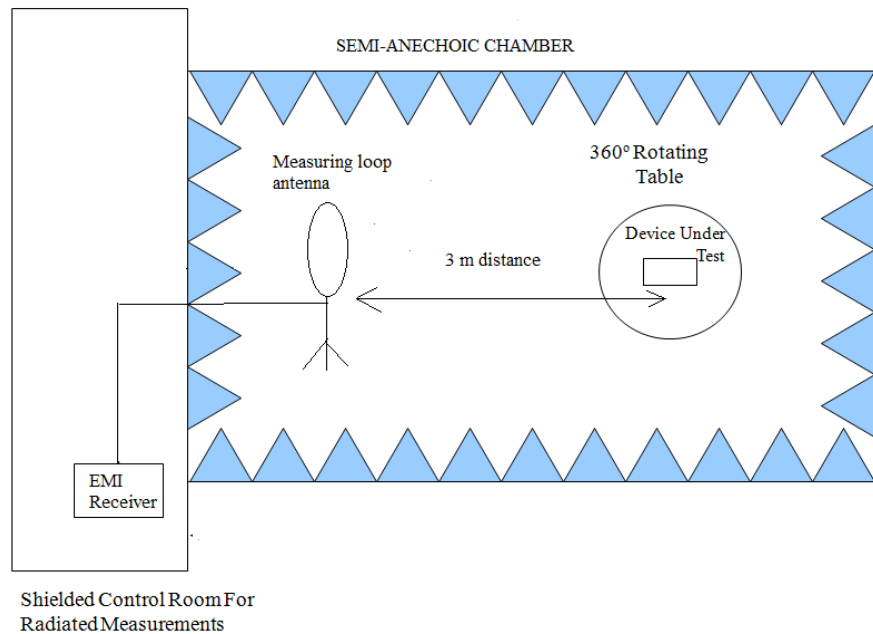 SEMI-ANECHOIC CHAMBER
Measuring loop
antenna
360° Rotating
Table
Device Under
Test
3 m distance
EMI
Receiver
Shielded Control Room For
Radiated Measurements